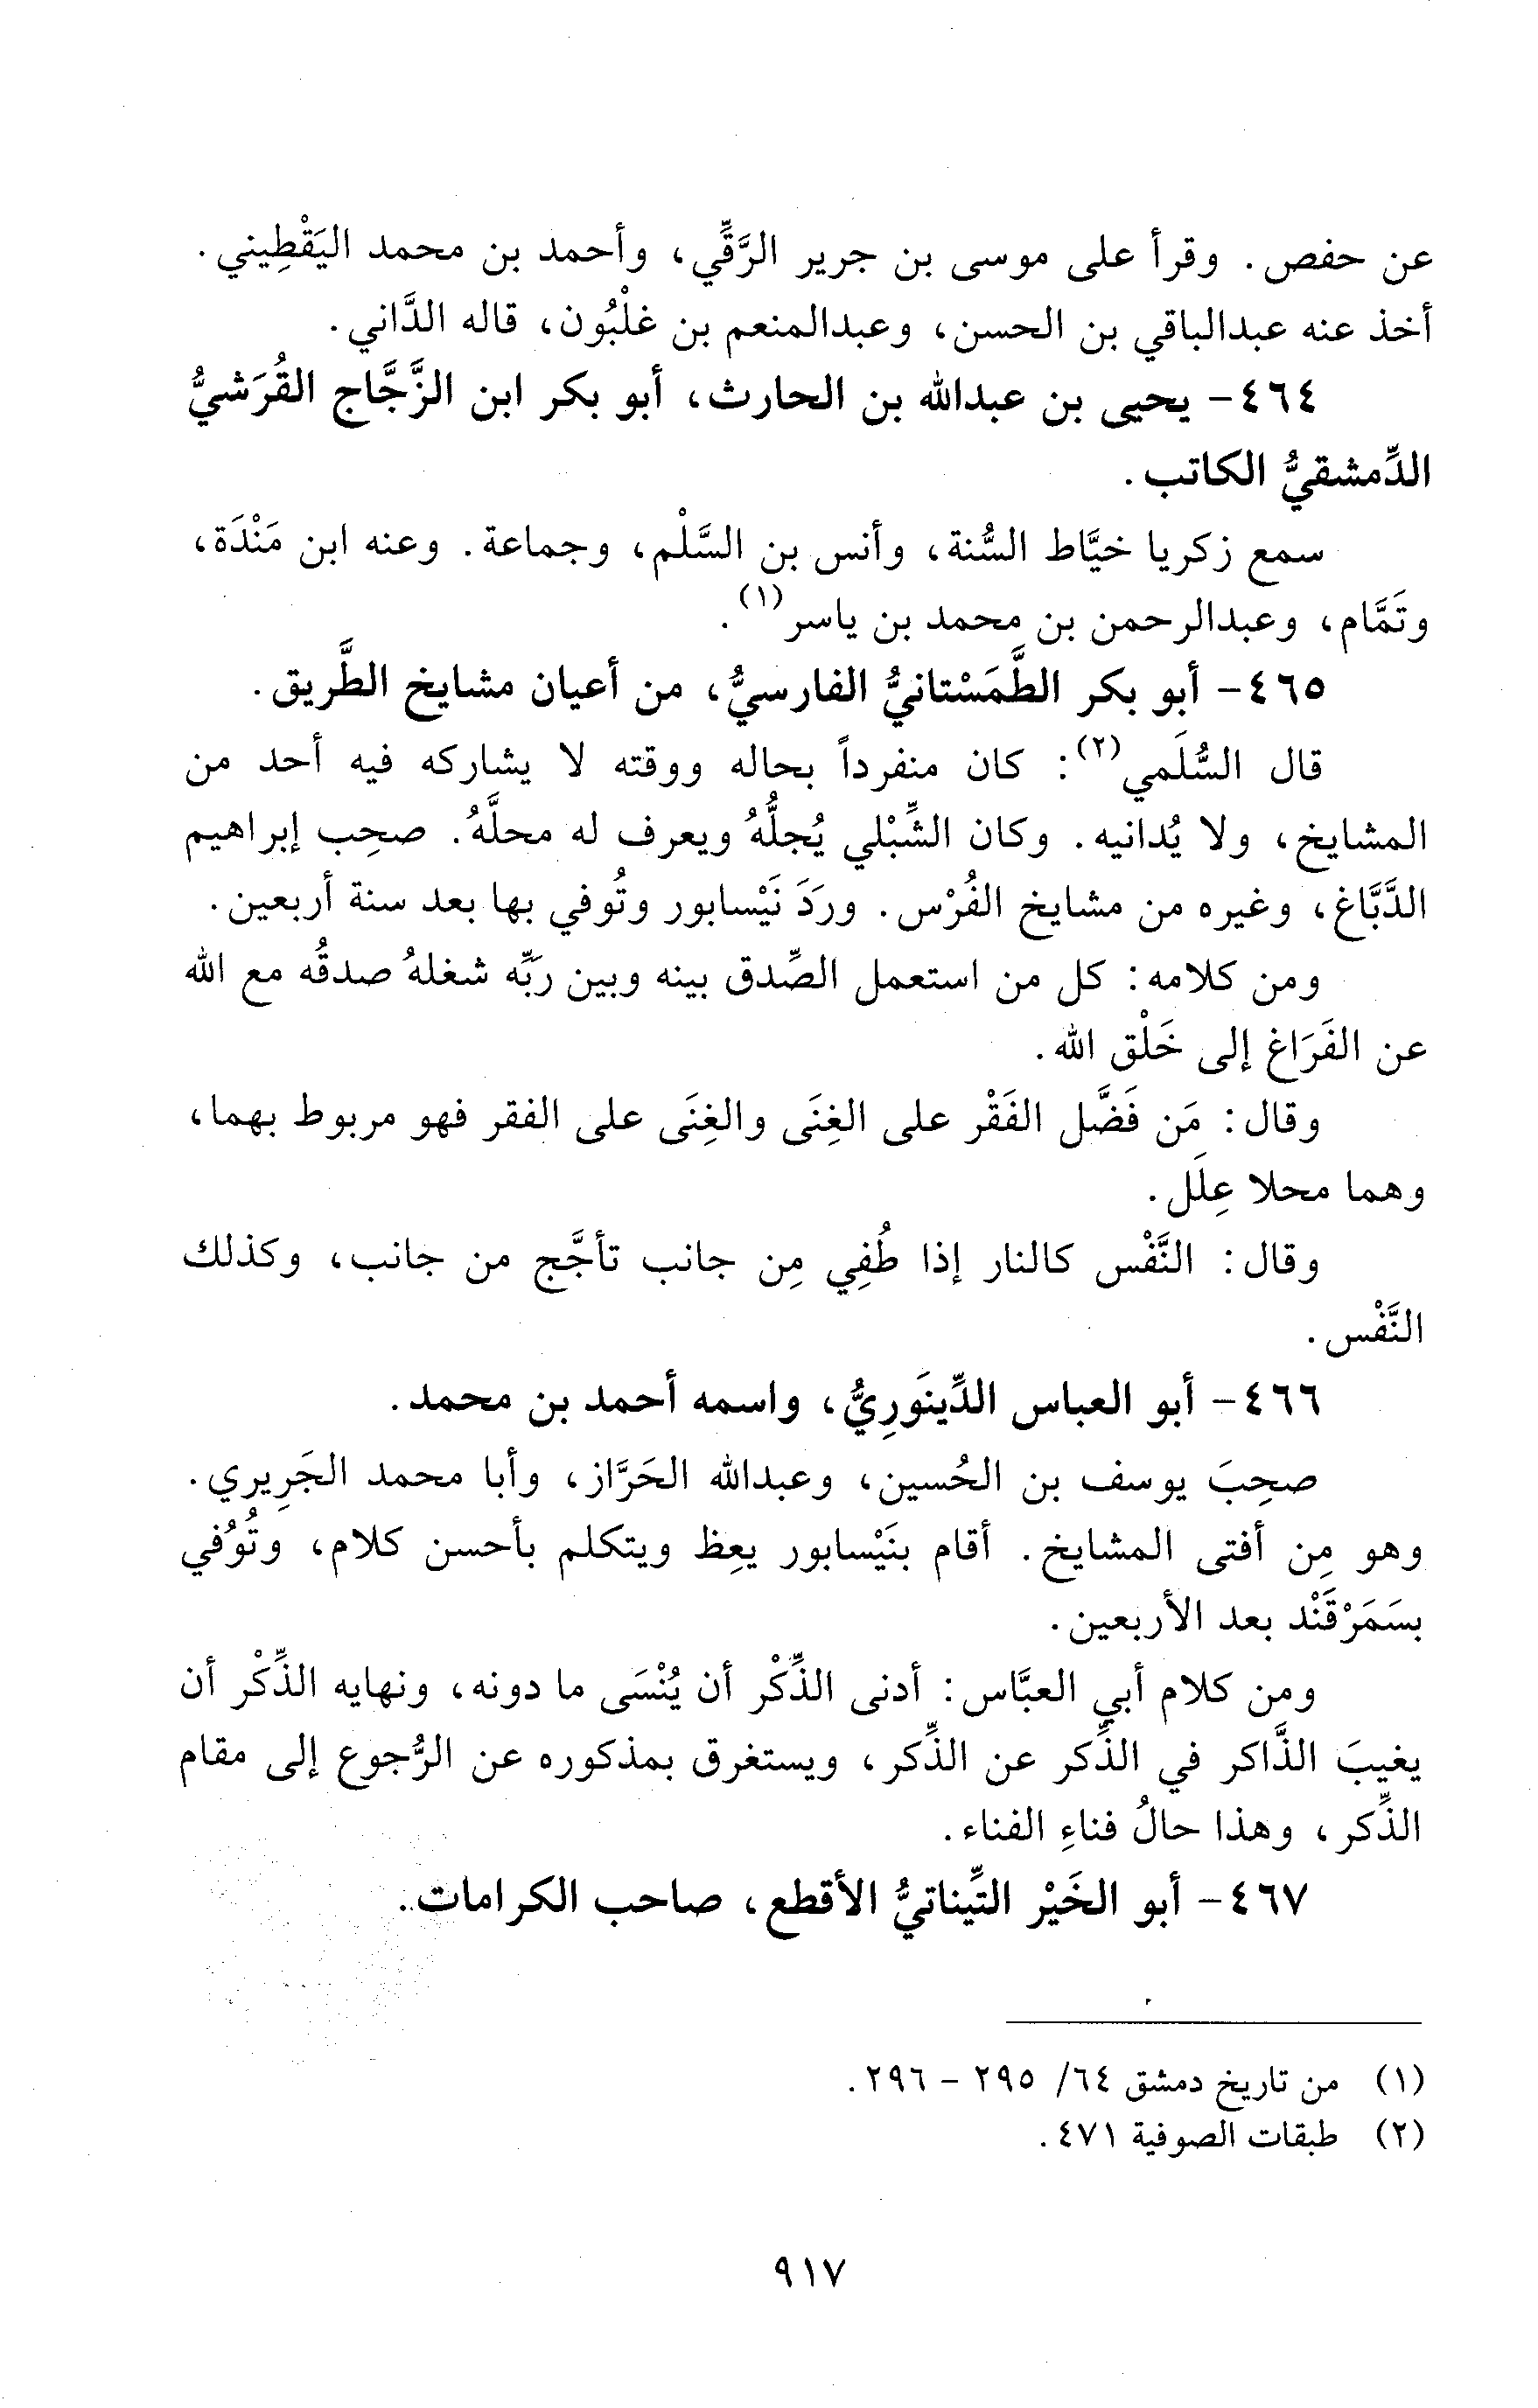 عن حفص. وقرأ على موسى بن جرير الرَّقِّي، وأحمد بن محمد اليَقْطِيني.
أخذ عنه عبدالباقي بن الحسن، وعبدالمنعم بن غلْبُون، قاله الدَّاني.
٤٦٤- يحيى بن عبدالله بن الحارث، أبو بكر ابن الزَّجَّاج القُرَشيُّ
الدِّمشقيُّ الكاتب.
سمع زكريا خيَّاط السُّنة، وأنس بن السَّلْم، وجماعة. وعنه ابن مَنْدَة،
وتَمَّام، وعبدالرحمن بن محمد بن ياسر(١).
٤٦٥- أبو بكر الطَّمَسْتانيُّ الفارسيُّ، من أعيان مشايخ الطَّريق.
قال السُّلَمي(٢): كان منفرداً بحاله ووقته لا يشاركه فيه أحد من
المشايخ، ولا يُدانيه. وكان الشِّبْلي يُجلُّهُ ويعرف له محلَّهُ. صحِب إبراهيم
الدَّبَّاغ، وغيره من مشايخ الفُرْس. ورَدَ نَيْسابور وتُوفي بها بعد سنة أربعين.
ومن كلامه: كل من استعمل الصِّدق بينه وبين رَبِّه شغلهُ صدقُه مع الله
عن الفَرَاغ إلى خَلْق الله.
وقال: مَن فَضَّل الفَقْر على الغِنَى والغِنَى على الفقر فهو مربوط بهما،
وهما محلا عِلَل.
وقال: النَّفْس كالنار إذا طُفِي مِن جانب تأجَّج من جانب، وكذلك
النَّفْس.
٤٦٦- أبو العباس الدِّينَورِيُّ، واسمه أحمد بن محمد.
صحِبَ يوسف بن الحُسين، وعبدالله الحَرَّاز، وأبا محمد الجَرِيري.
وهو مِن أفتى المشايخ. أقام بنَيْسابور يعِظ ويتكلم بأحسن كلام، وتُوُفي
بسَمَرْقَنْد بعد الأربعين.
ومن كلام أبي العبَّاس: أدنى الذِّكْر أن يُنْسَى ما دونه، ونهايه الذِّكْر أن
يغيبَ الذَّاكر في الذِّكر عن الذِّكر، ويستغرق بمذكوره عن الرُّجوع إلى مقام
الذِّكر، وهذا حالُ فناءِ الفناء.
٤٦٧- أبو الخَيْر التِّيناتيُّ الأقطع، صاحب الكرامات.
(١) من تاريخ دمشق ٦٤/ ٢٩٥ - ٢٩٦.
(٢) طبقات الصوفية ٤٧١.
٩١٧